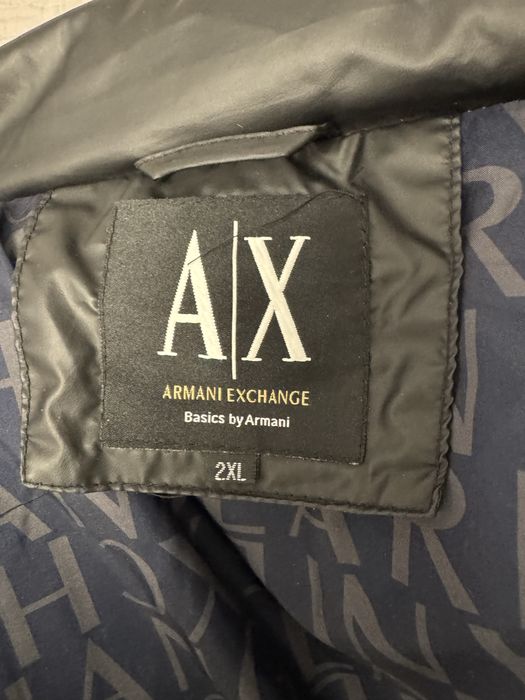 A|X
ARMANI EXCHANGE
Basics by Armani
2XL